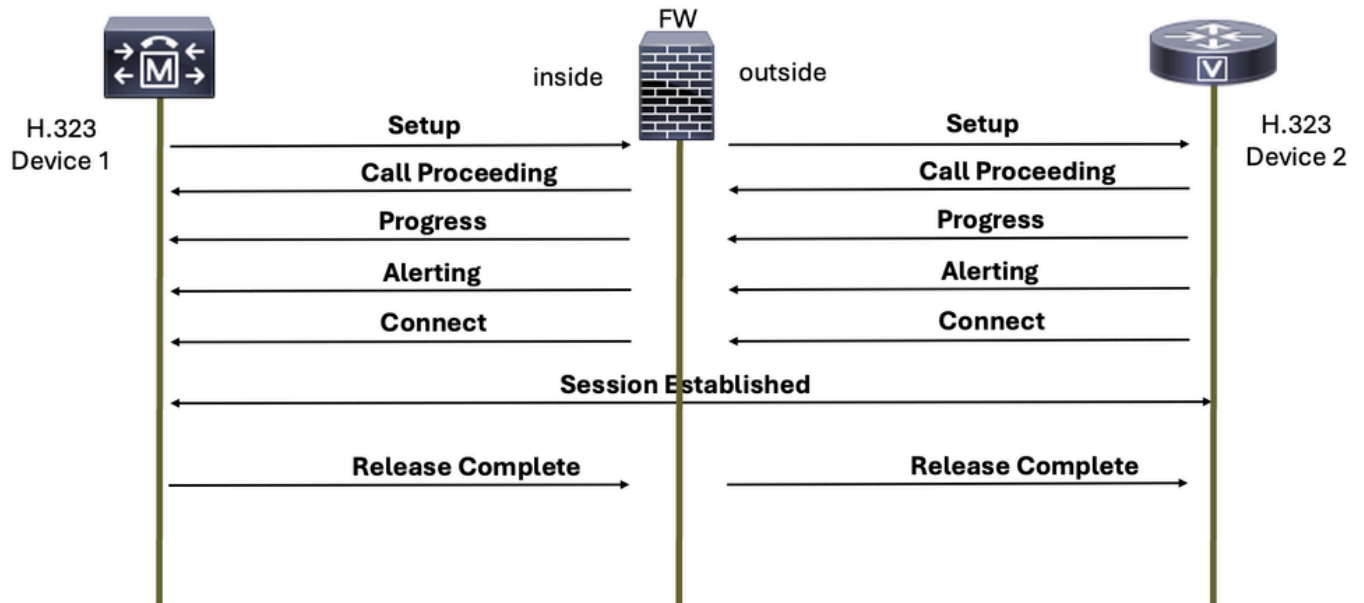 FW
inside
outside
M
V
H.323
Device 1
H.323
Device 2
Setup
Setup
Call Proceeding
Call Proceeding
Progress
Progress
Alerting
Alerting
Connect
Connect
Session Established
Release Complete
Release Complete